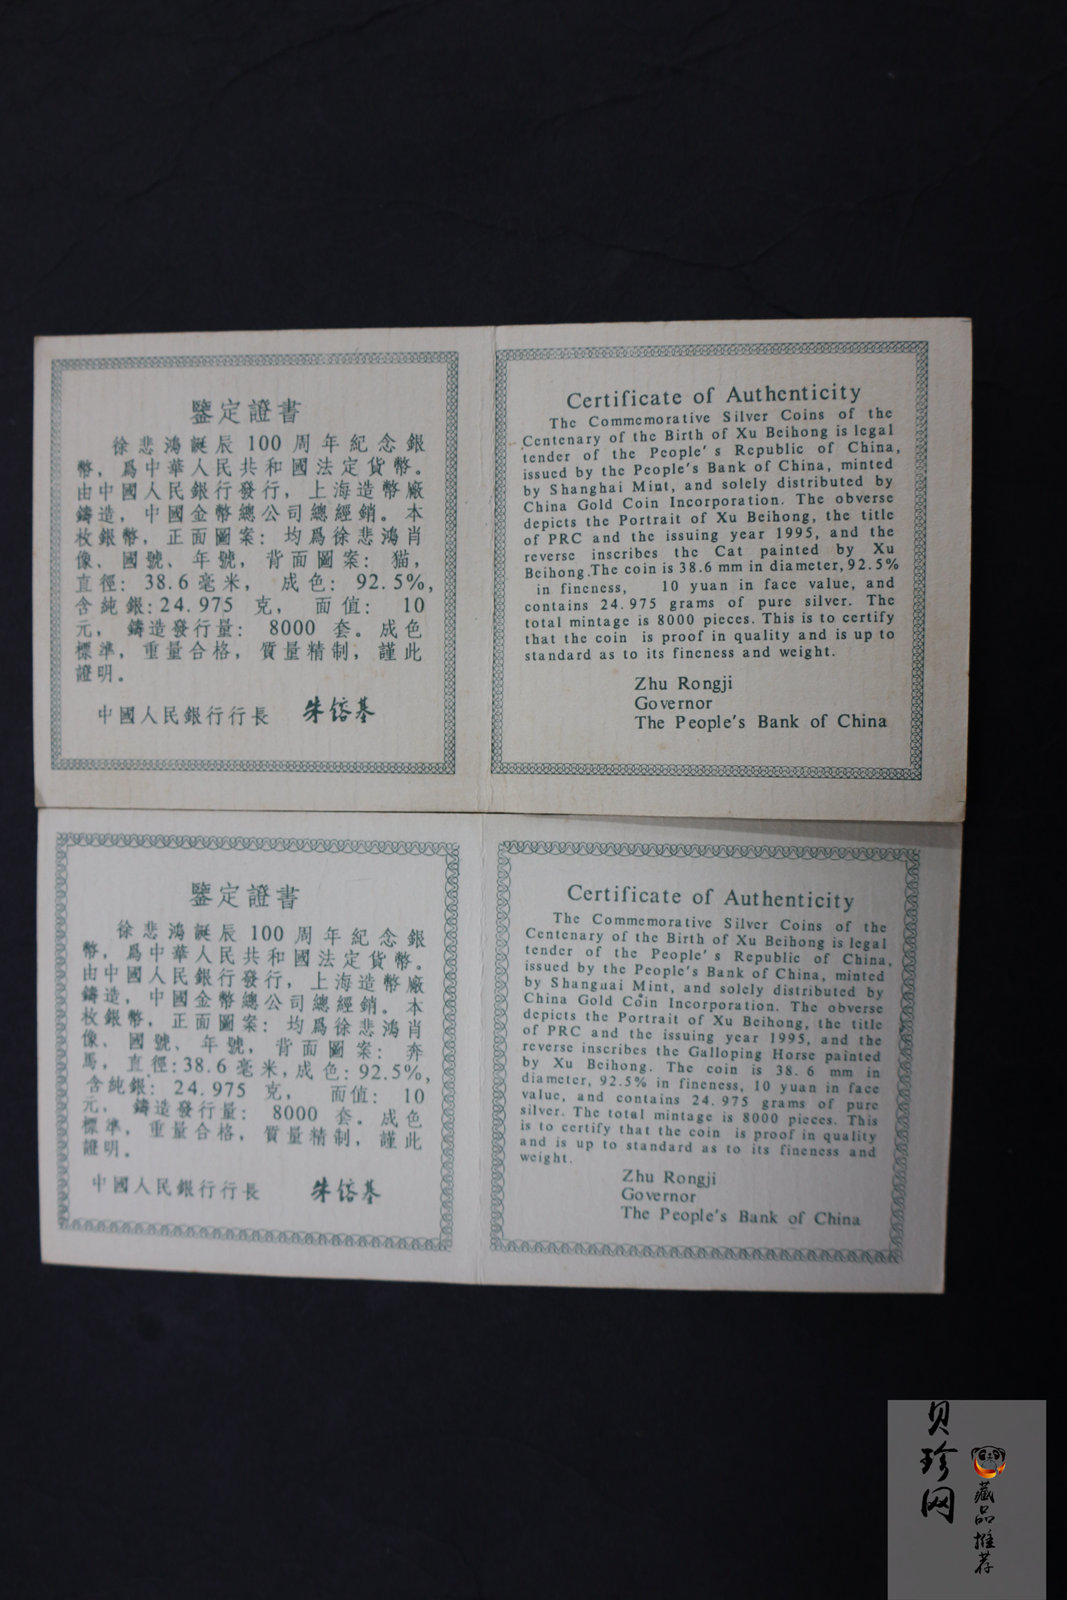 鑒定證書
徐悲鴻誕辰100周年紀念銀
幣，爲中華人民共和國法定貨幣。
由中國人民銀行發行，上海造幣廠
鑄造，中國金幣總公司總經銷。本
枚銀幣，正面圖案：均爲徐悲鴻肖
像、國號、年號，背面圖案：猫，
直徑：38.6毫米，成色：92.5%，
含純銀:24.975 克，面值：10
元，鑄造發行量：8000 套。成色
標準，重量合格，質量精制，謹此
證明。
中國人民銀行行長 朱镕基
Certificate of Authenticity
The Commemorative Silver Coins of the
Centenary of the Birth of Xu Beihong is legal
tender of the People's Republic of China,
issued by the People's Bank of China, minted
by Shanghai Mint, and solely distributed by
China Gold Coin Incorporation. The obverse
depicts the Portrait of Xu Beihong, the title
of PRC and the issuing year 1995, and the
reverse inscribes the Cat painted by Xu
Beihong.The coin is 38.6 mm in diameter,92.5%
in fineness, 10 yuan in face value, and
contains 24.975 grams of pure silver. The
total mintage is 8000 pieces. This is to certify
that the coin is proof in quality and is up to
standard as to its fineness and weight.
Zhu Rongji
Governor
The People's Bank of China
鑒定證書
徐悲鴻誕辰100周年紀念銀
幣，爲中華人民共和國法定貨幣。
由中國人民銀行發行，上海造幣廠
鑄造，中國金幣總公司總經銷。本
枚銀幣，正面圖案：均爲徐悲鴻肖
像、國號、年號，背面圖案：奔
馬，直徑:38.6毫米,成色:92.5%,
含純銀：24.975 克，面值：10
元，鑄造發行量：8000 套。成色
標準，重量合格，質量精制，謹此
證明。
中國人民銀行行長 朱镕基
Certificate of Authenticity
The Commemorative Silver Coins of the
Centenary of the Birth of Xu Beihong is legal
tender of the People's Republic of China,
issued by the People's Bank of China, minted
by Shanguai Mint, and solely distributed by
China Gold Coin Incorporation. The obverse
depicts the Portrait of Xu Beihong, the title
of PRC and the issuing year 1995, and the
reverse inscribes the Galloping Horse painted
by Xu Beihong. The coin is 38.6 mm in
diameter, 92.5% in fineness, 10 yuan in face
value, and contains 24.975 grams of pure
silver. The total mintage is 8000 pieces. This
is to certify that the coin is proof in quality
and is up to standard as to its fineness and
weight.
Zhu Rongji
Governor
The People's Bank of China
贝珍网
藏品推荐